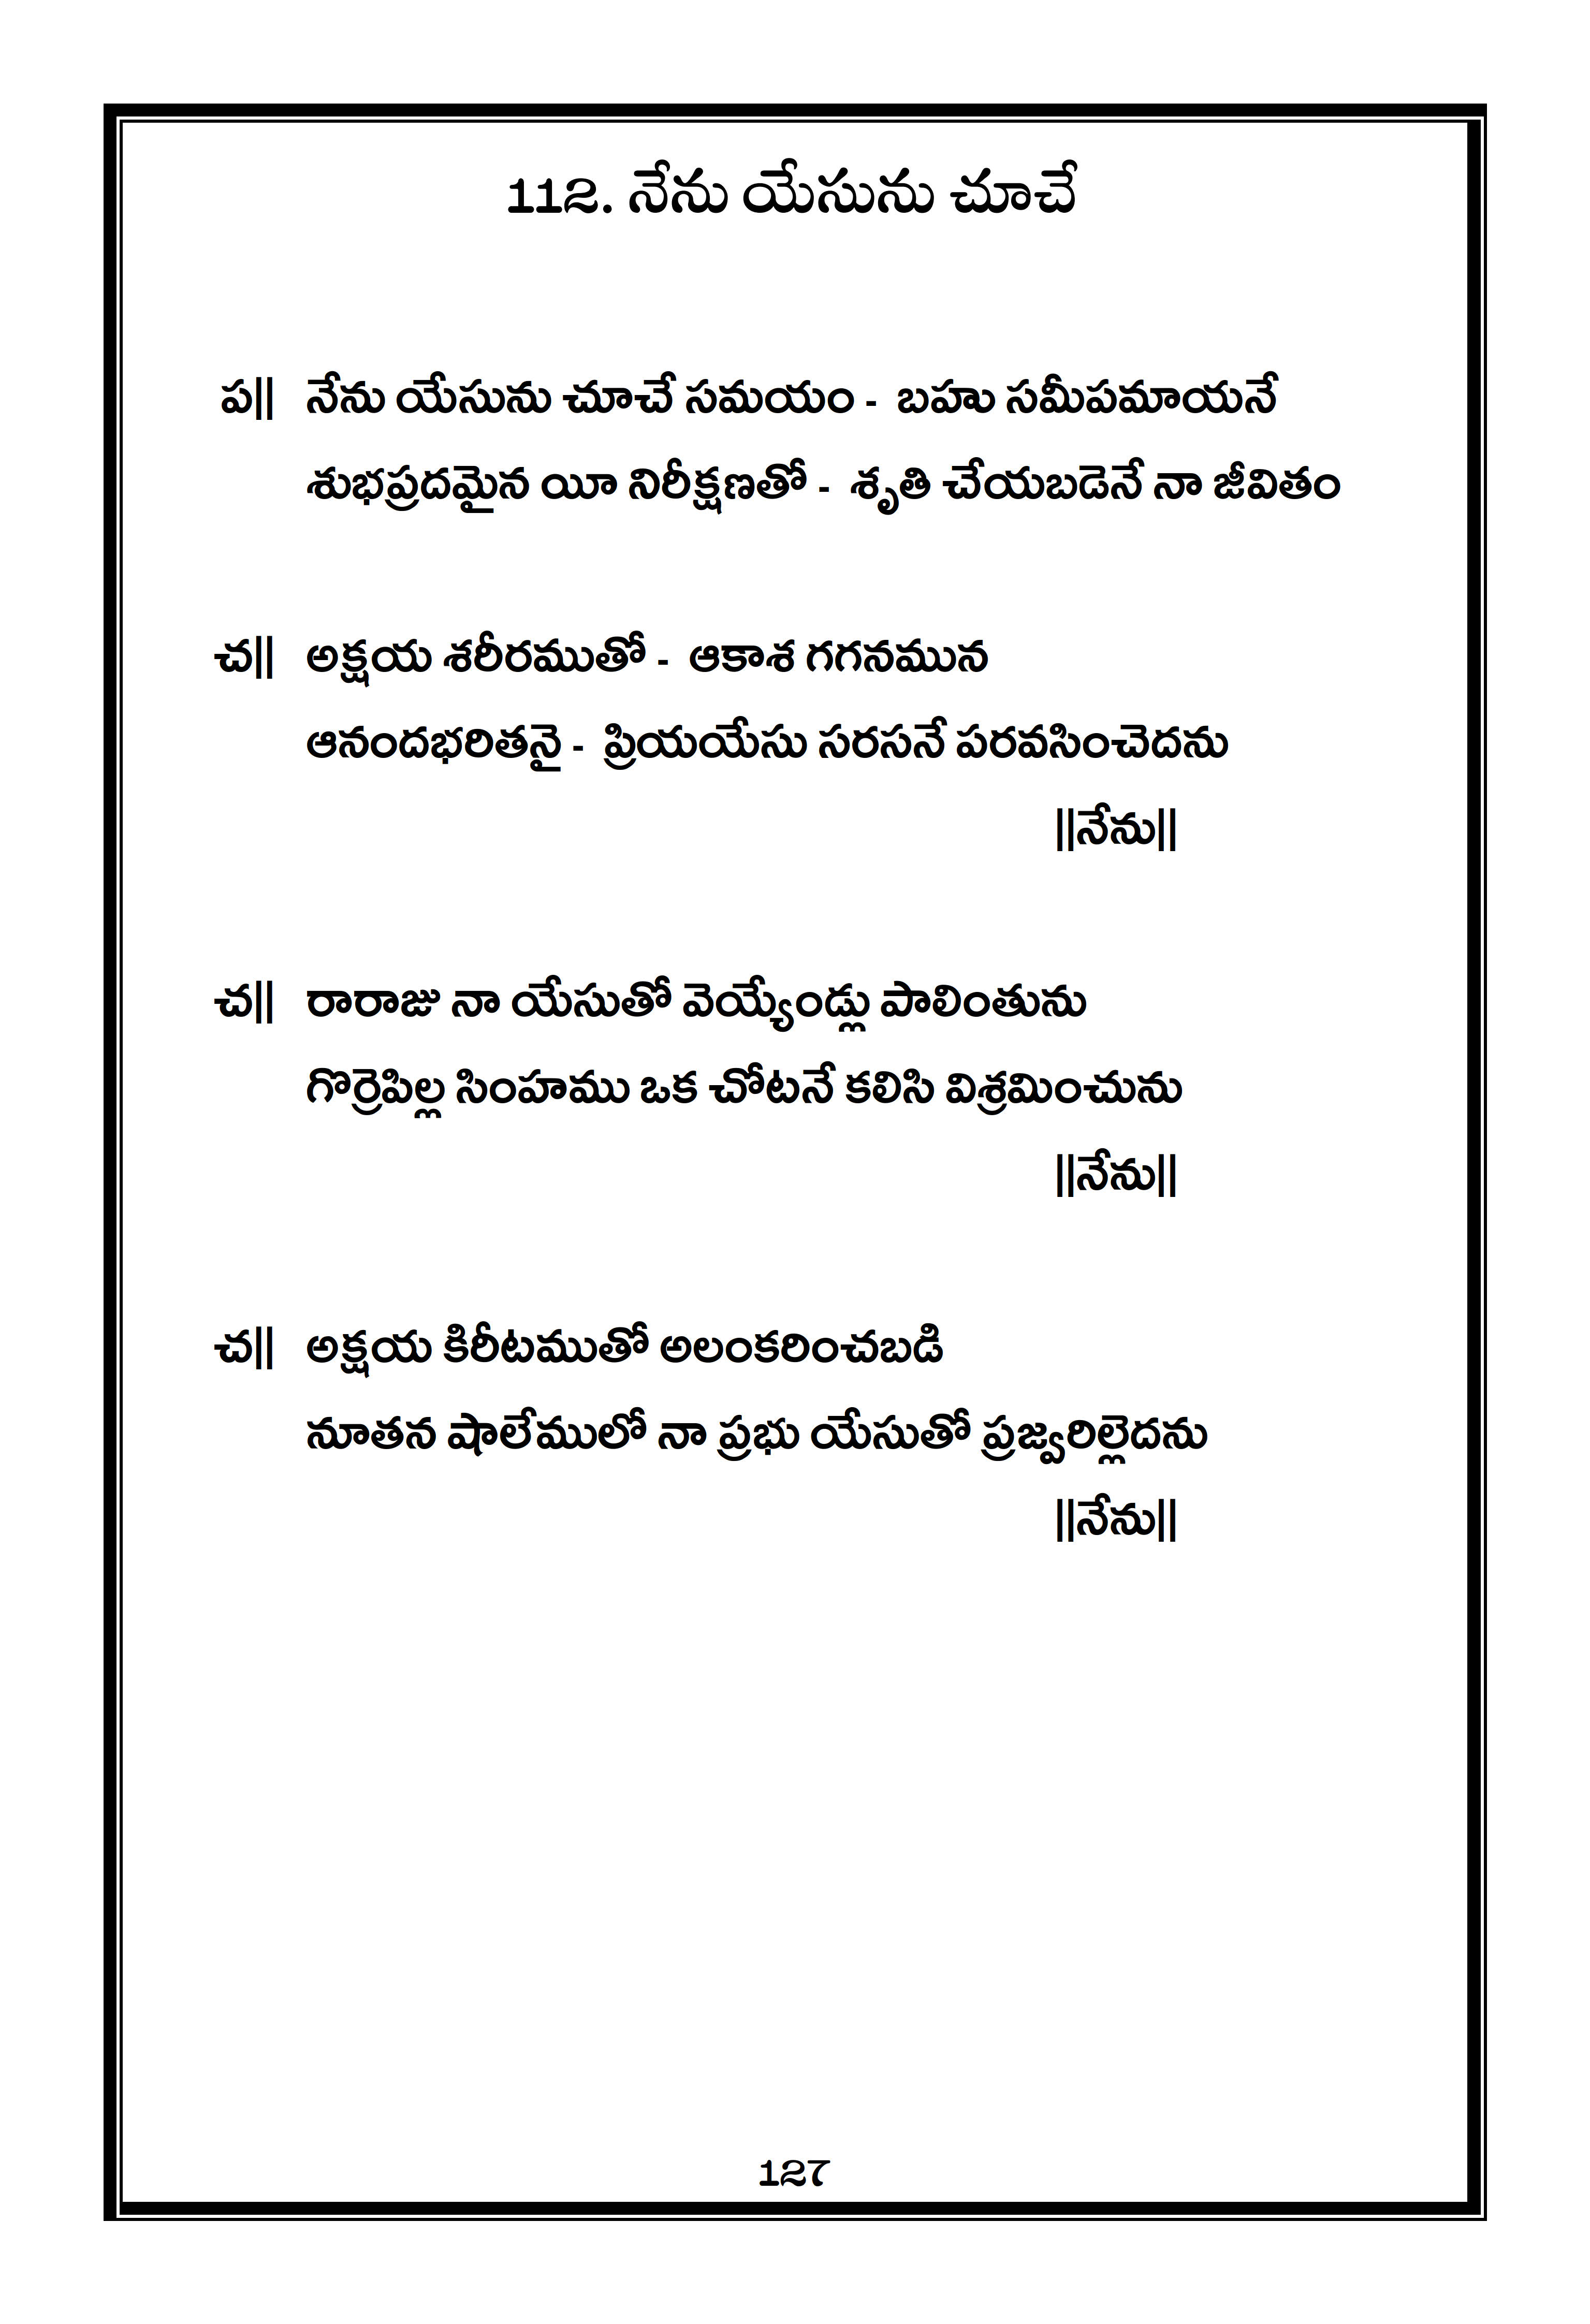 112. నేను యేసును చూచే
ప|| నేను యేసును చూచే సమయం - బహు సమీపమాయనే
శుభప్రదమైన యీ నిరీక్షణతో - శృతి చేయబడెనే నా జీవితం
చ|| అక్షయ శరీరముతో - ఆకాశ గగనమున
ఆనందభరితనై - ప్రియయేసు సరసనే పరవసించెదను
||నేను||
చ|| రారాజు నా యేసుతో వెయ్యేండ్లు పాలింతును
గొర్రెపిల్ల సింహము ఒక చోటనే కలిసి విశ్రమించును
||నేను||
చ|| అక్షయ కిరీటముతో అలంకరించబడి
నూతన షాలేములో నా ప్రభు యేసుతో ప్రజ్వరిల్లెదను
||నేను||
127